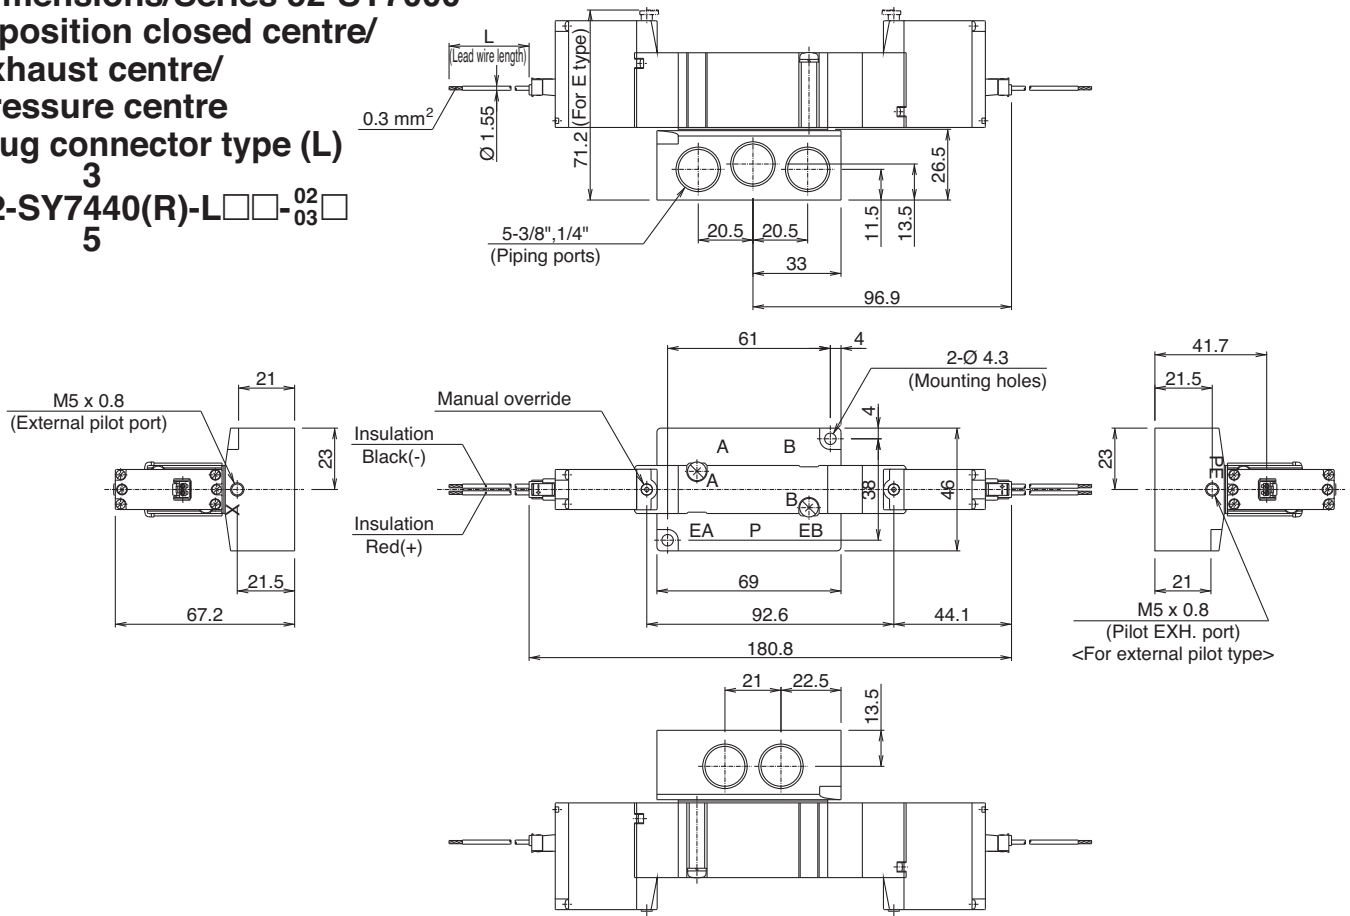 position closed centre/
L
(Lead wire length)
0.3 mm2
Ø 1.55
71.2 (For E type)
lug connector type (L)
3
2-SY7440(R)-L□□-02 03□
5
26.5
11.5
13.5
5-3/8",1/4"
(Piping ports)
20.5
20.5
33
96.9
61
4
2-Ø 4.3
(Mounting holes)
41.7
21.5
21
M5 x 0.8
(External pilot port)
Manual override
Insulation
Black(-)
23
4
A
B
A
B
38
46
23
PE
X
Insulation
Red(+)
EA
P
EB
21.5
67.2
69
92.6
44.1
180.8
21
M5 x 0.8
(Pilot EXH. port)
<For external pilot type>
21
22.5
13.5